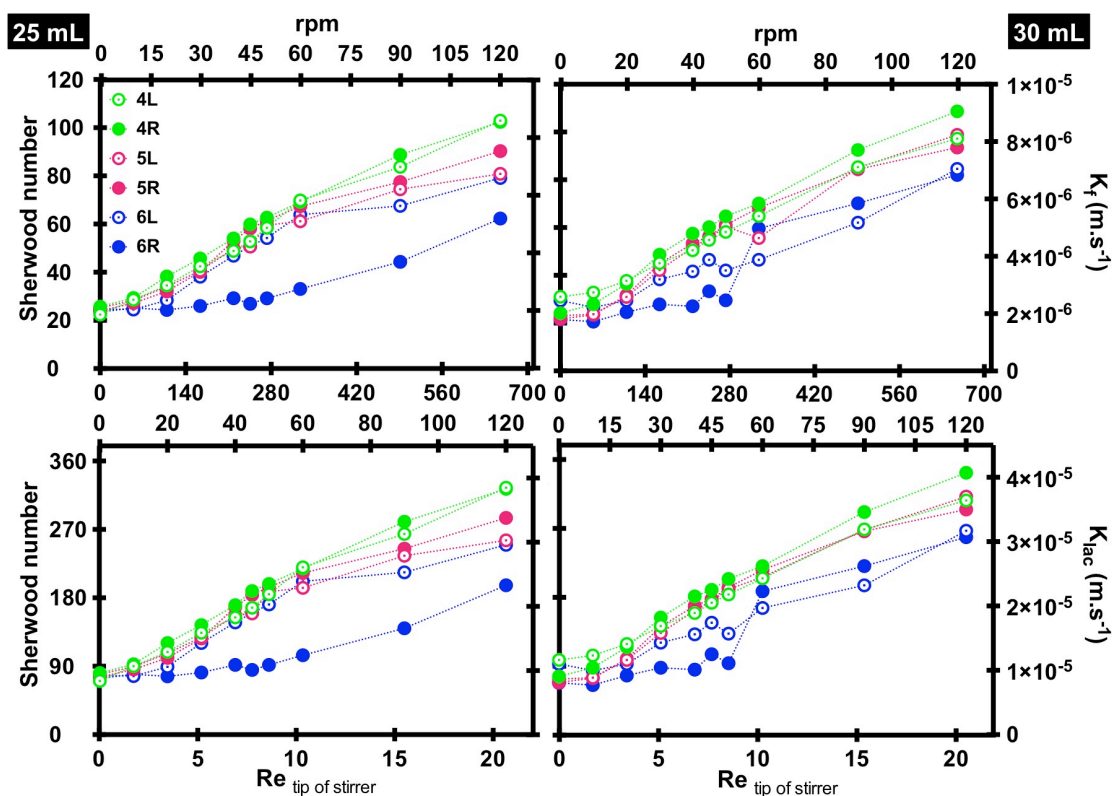 25 mL
rpm
0 15 30 45 60 75 90 105 120
rpm
0 20 40 60 80 100 120
30 mL
Sherwood number
120
100
80
60
40
20
0
4L
4R
5L
5R
6L
6R
1×10⁻⁵
8×10⁻⁶
6×10⁻⁶
4×10⁻⁶
2×10⁻⁶
0
K_f (m.s⁻¹)
0 140 280 420 560 700
0 140 280 420 560 700
0 20 40 60 80 100 120
0 15 30 45 60 75 90 105 120
Sherwood number
360
270
180
90
0
4×10⁻⁵
3×10⁻⁵
2×10⁻⁵
1×10⁻⁵
0
K_lac (m.s⁻¹)
0 5 10 15 20
0 5 10 15 20
Re tip of stirrer
Re tip of stirrer